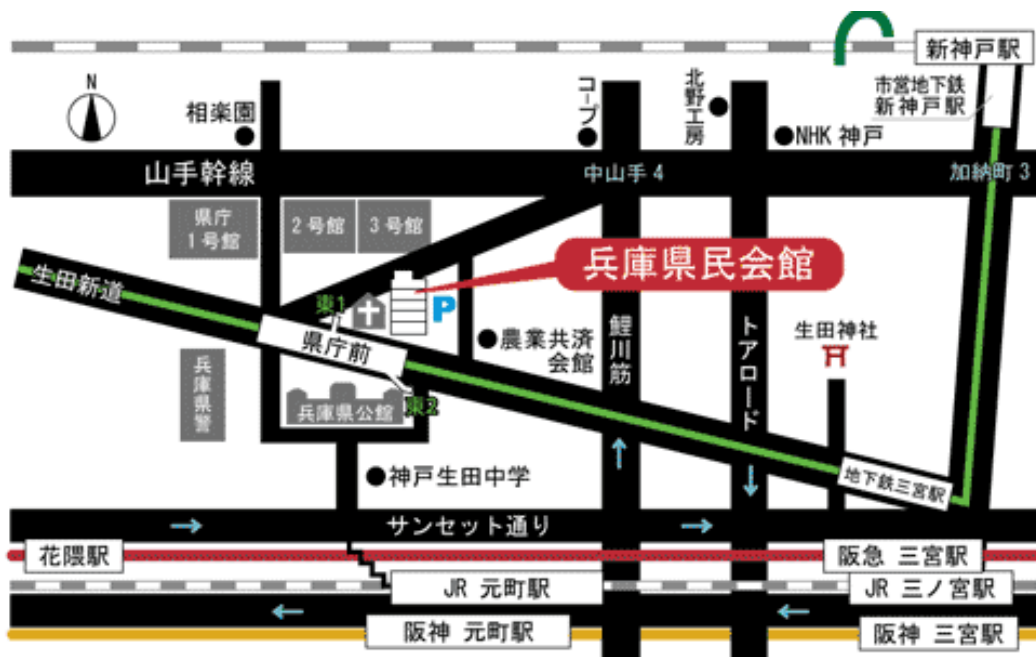 新神戸駅
N
市営地下鉄
新神戸駅
相楽園
コープ
北野工房
NHK 神戸
山手幹線
中山手 4
加納町 3
県庁
1 号館
2 号館
3 号館
兵庫県民会館
生田新道
東1
P
県庁前
農業共済
会館
鯉川筋
トアロード
生田神社
兵庫県警
兵庫県公館
東2
神戸生田中学
地下鉄三宮駅
サンセット通り
花隈駅
阪急 三宮駅
JR 元町駅
JR 三ノ宮駅
阪神 元町駅
阪神 三宮駅